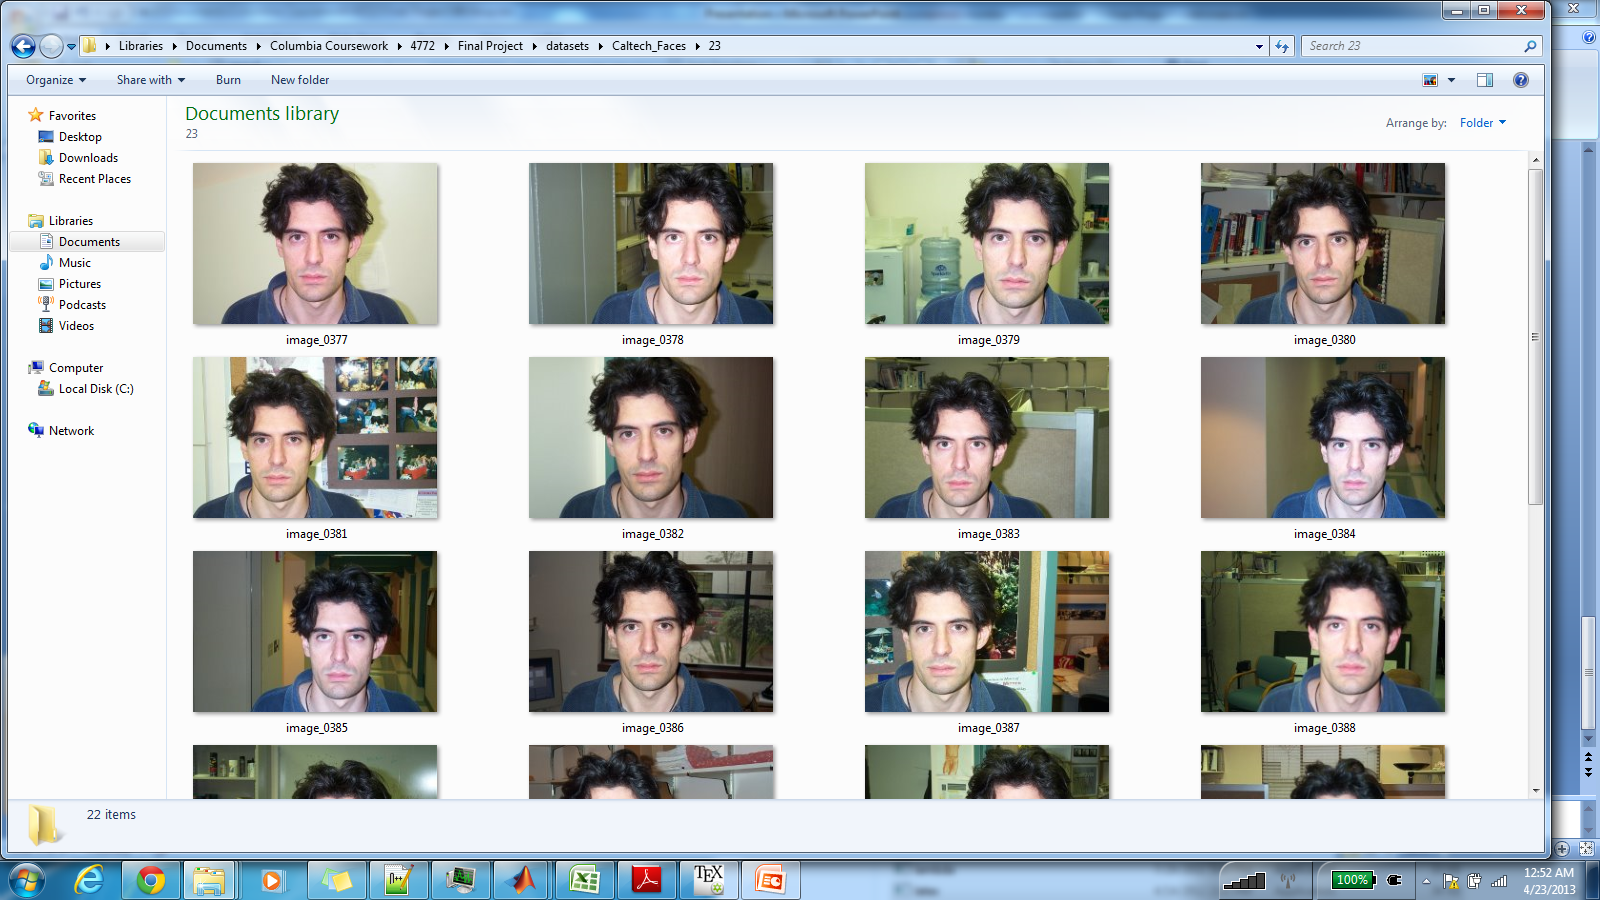 Libraries Documents Columbia Coursework 4772 Final Project datasets Caltech_Faces 23
Search 23
Organize Share with Burn New folder
Favorites
Desktop
Downloads
Recent Places
Libraries
Documents
Music
Pictures
Podcasts
Videos
Computer
Local Disk (C:)
Network
Documents library
23
Arrange by: Folder
image_0377 image_0378 image_0379 image_0380
image_0381 image_0382 image_0383 image_0384
image_0385 image_0386 image_0387 image_0388
22 items
n++
TEX
100%
12:52 AM
4/23/2013